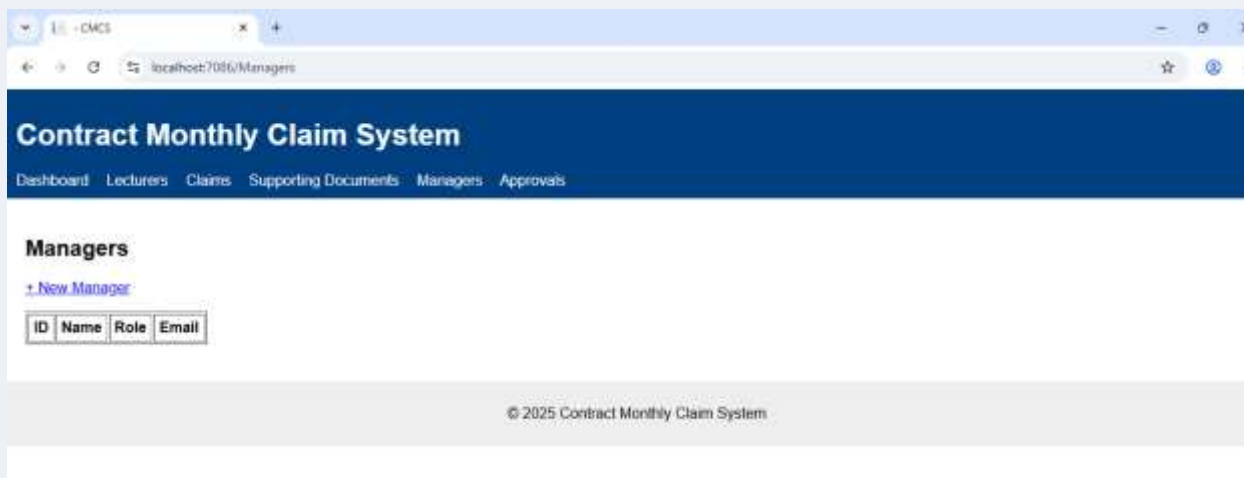 - CMCS
localhost:7086/Managers
Contract Monthly Claim System
Dashboard Lecturers Claims Supporting Documents Managers Approvals
Managers
+ New Manager
ID Name Role Email
© 2025 Contract Monthly Claim System